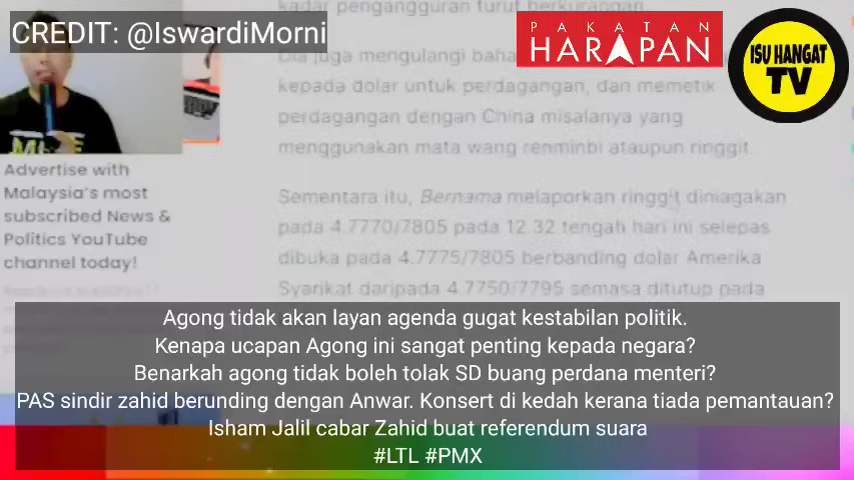 kadar pengangguran turut berkurangan.
CREDIT: @IswardiMorni
PAKATAN
HARAPAN
ISU HANGAT
TV
Dia juga mengulangi
kepada dolar untuk perdagangan, dan memetik
perdagangan dengan China misalanya yang
menggunakan mata wang renminbi ataupun ringgit.
Advertise with
Malaysia's most
subscribed News &
Politics YouTube
channel today!
Sementara itu, Bernama melaporkan ringgit diniagakan
pada 4.7770/7805 pada 12.32 tengah hari ini selepas
dibuka pada 4.7775/7805 berbanding dolar Amerika
Syarikat daripada 4.7750/7795 semasa ditutup pada
Agong tidak akan layan agenda gugat kestabilan politik.
Kenapa ucapan Agong ini sangat penting kepada negara?
Benarkah agong tidak boleh tolak SD buang perdana menteri?
PAS sindir zahid berunding dengan Anwar. Konsert di kedah kerana tiada pemantauan?
Isham Jalil cabar Zahid buat referendum suara
#LTL #PMX